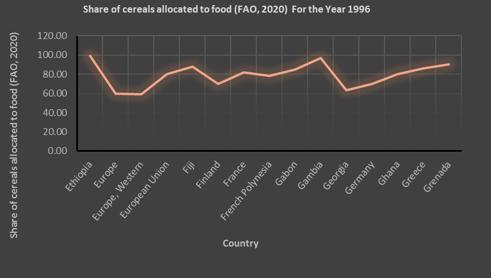 Share of cereals allocated to food (FAO, 2020) For the Year 1996
Share of cereals allocated to food (FAO, 2020)
120.00
100.00
80.00
60.00
40.00
20.00
0.00
Ethiopia
Europe
Europe, Western
European Union
Fiji
Finland
France
French Polynesia
Gabon
Gambia
Georgia
Germany
Ghana
Greece
Grenada
Country